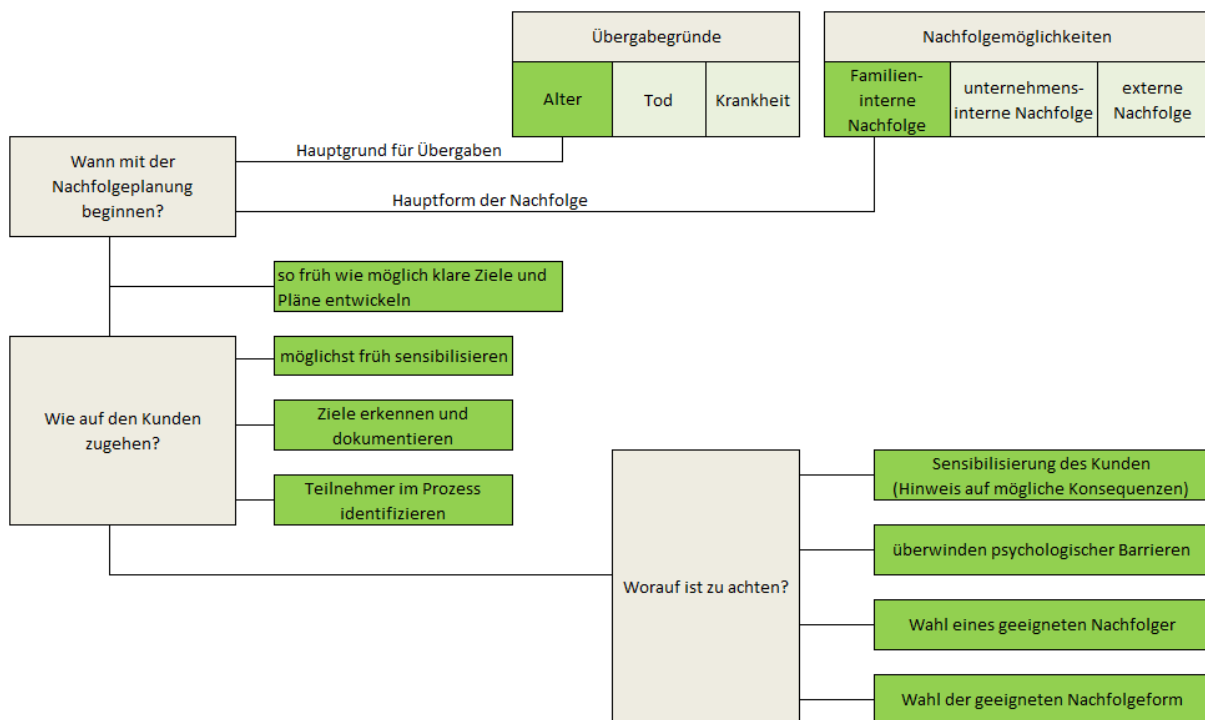 Übergabegründe
Alter
Tod
Krankheit
Nachfolgemöglichkeiten
Familien-
interne
Nachfolge
unternehmens-
interne Nachfolge
externe
Nachfolge
Wann mit der
Nachfolgeplanung
beginnen?
Hauptgrund für Übergaben
Hauptform der Nachfolge
so früh wie möglich klare Ziele und
Pläne entwickeln
Wie auf den Kunden
zugehen?
möglichst früh sensibilisieren
Ziele erkennen und
dokumentieren
Teilnehmer im Prozess
identifizieren
Worauf ist zu achten?
Sensibilisierung des Kunden
(Hinweis auf mögliche Konsequenzen)
überwinden psychologischer Barrieren
Wahl eines geeigneten Nachfolger
Wahl der geeigneten Nachfolgeform